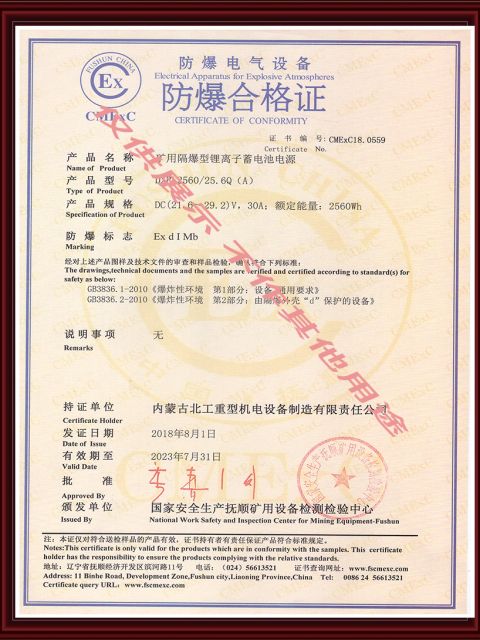 FUSHUN CHINA
Ex
CMExC
防爆电气设备
Electrical Apparatus for Explosive Atmospheres
防爆合格证
CERTIFICATE OF CONFORMITY
证书编号: CMExC18.0559
Certificate No.
产品名称 矿用隔爆型锂离子蓄电池电源
Name of Product
产品型号 2560/25.6Q (A)
Type of Product
产品规格 DC(21.6~29.2)V, 30A; 额定能量: 2560Wh
Specification of Product
防爆标志 Ex d I Mb
Marking
经对上述产品图样及技术文件的审查和样品检验, 确认符合下列标准:
The drawings,technical documents and the samples are verified and certified according to standard(s) for
safety as below:
GB3836.1-2010《爆炸性环境 第1部分: 设备 通用要求》
GB3836.2-2010《爆炸性环境 第2部分: 由隔爆外壳“d”保护的设备》
说明事项 无
Remarks
仅供展示 不作其他用途
持证单位 内蒙古北工重型机电设备制造有限责任公司
Certificate Holder
发证日期 2018年8月1日
Date of Issue
有效期至 2023年7月31日
Valid Date
批准
Approved By
颁发单位 国家安全生产抚顺矿用设备检测检验中心
Issued By National Work Safety and Inspection Center for Mining Equipment-Fushun
注: 本证仅对符合送检样品的产品有效, 证书持有者有责任保证产品符合标准规定。
Notes:This certificate is only valid for the products which are in conformity with the samples. This certificate
holder has the responsibility to ensure the products complying with the relative standards.
地址: 辽宁省抚顺经济开发区滨河路11号 电话: (024) 56613521 证书查询网址: www.fscmexc.com
Address: 11 Binhe Road, Development Zone,Fushun city,Liaoning Province,China Tel: 0086 24 56613521
Certificate query URL: www.fscmexc.com